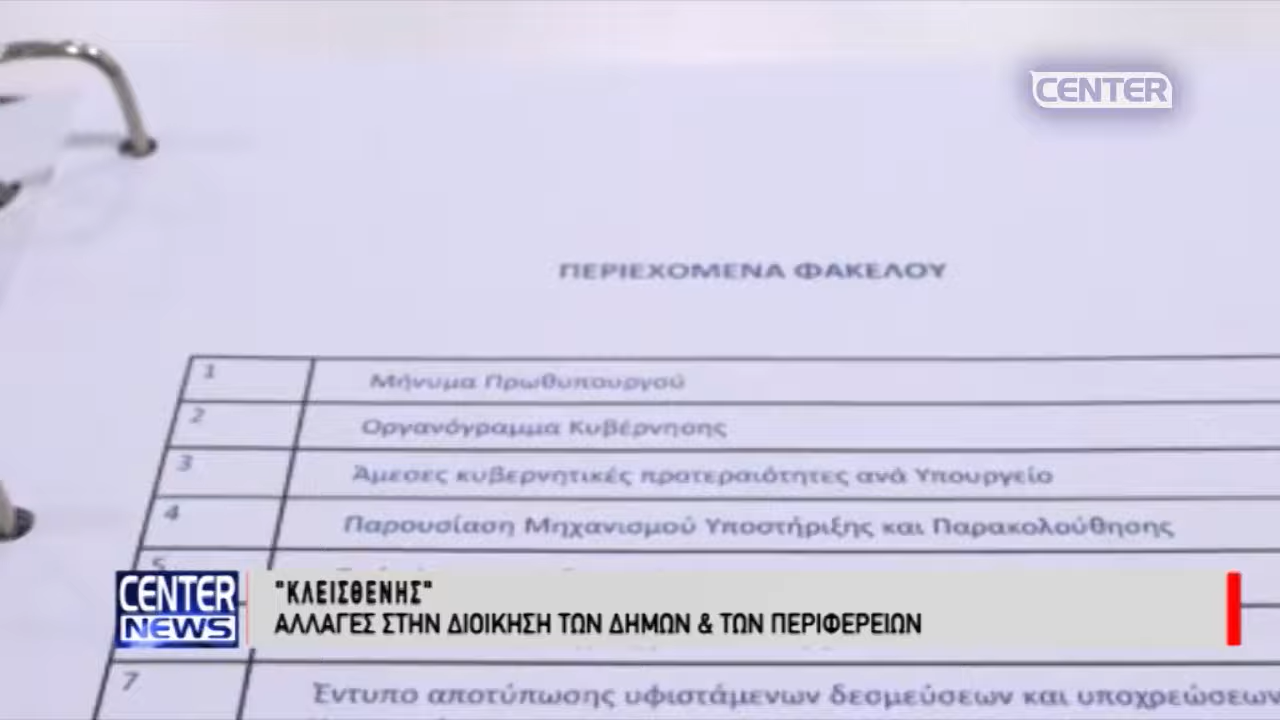 CENTER
ΠΕΡΙΕΧΟΜΕΝΑ ΦΑΚΕΛΟΥ
1 Μήνυμα Πρωθυπουργού
2 Οργανόγραμμα Κυβέρνησης
3 Άμεσες κυβερνητικές προτεραιότητες ανά Υπουργείο
4 Παρουσίαση Μηχανισμού Υποστήριξης και Παρακολούθησης
5
CENTER NEWS
"ΚΛΕΙΣΘΕΝΗΣ"
ΑΛΛΑΓΕΣ ΣΤΗΝ ΔΙΟΙΚΗΣΗ ΤΩΝ ΔΗΜΩΝ & ΤΩΝ ΠΕΡΙΦΕΡΕΙΩΝ
7 Έντυπο αποτύπωσης υφιστάμενων δεσμεύσεων και υποχρεώσεων